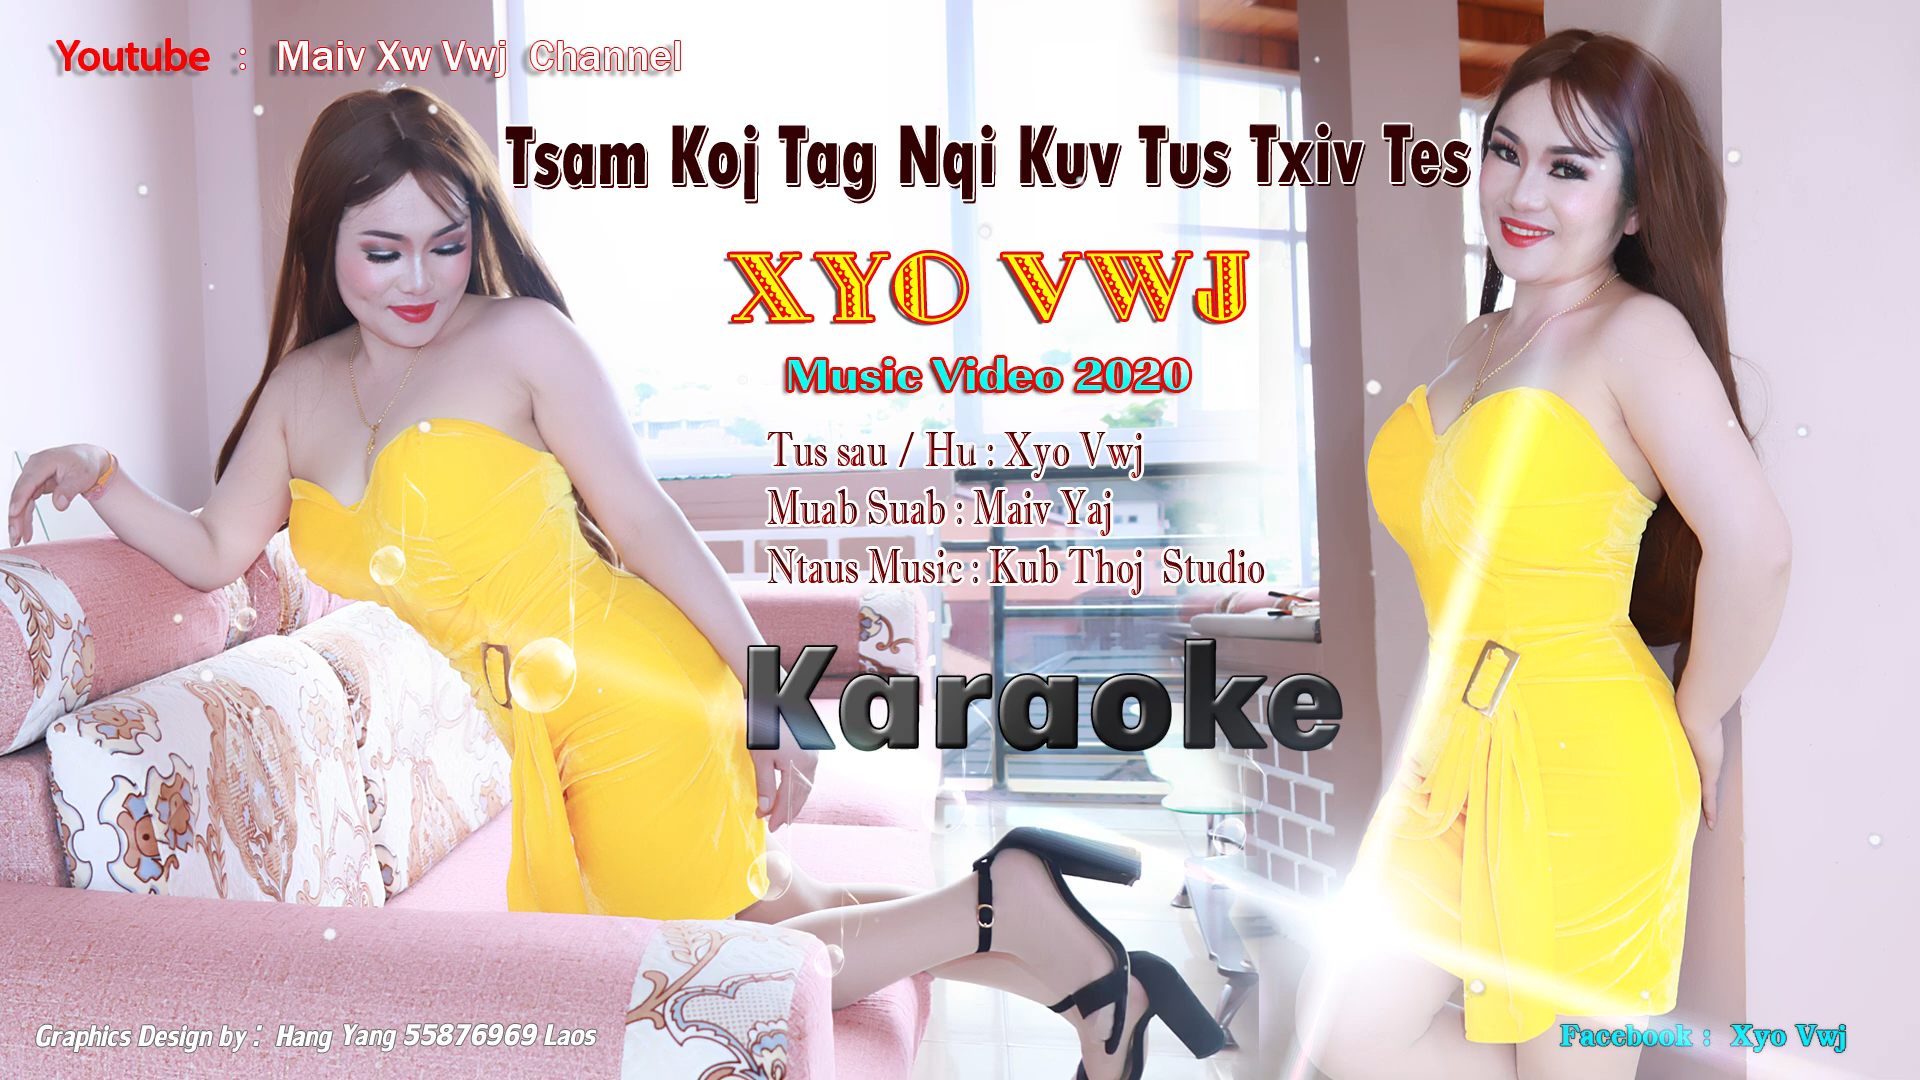 Youtube : Maiv Xw Vwj Channel
Tsam Koj Tag Nqi Kuv Tus Txiv Tes
XYO VWJ
Music Video 2020
Tus sau / Hu : Xyo Vwj
Muab Suab : Maiv Yaj
Ntaus Music : Kub Thoj Studio
Karaoke
Graphics Design by : Hang Yang 55876969 Laos
Facebook : Xyo Vwj